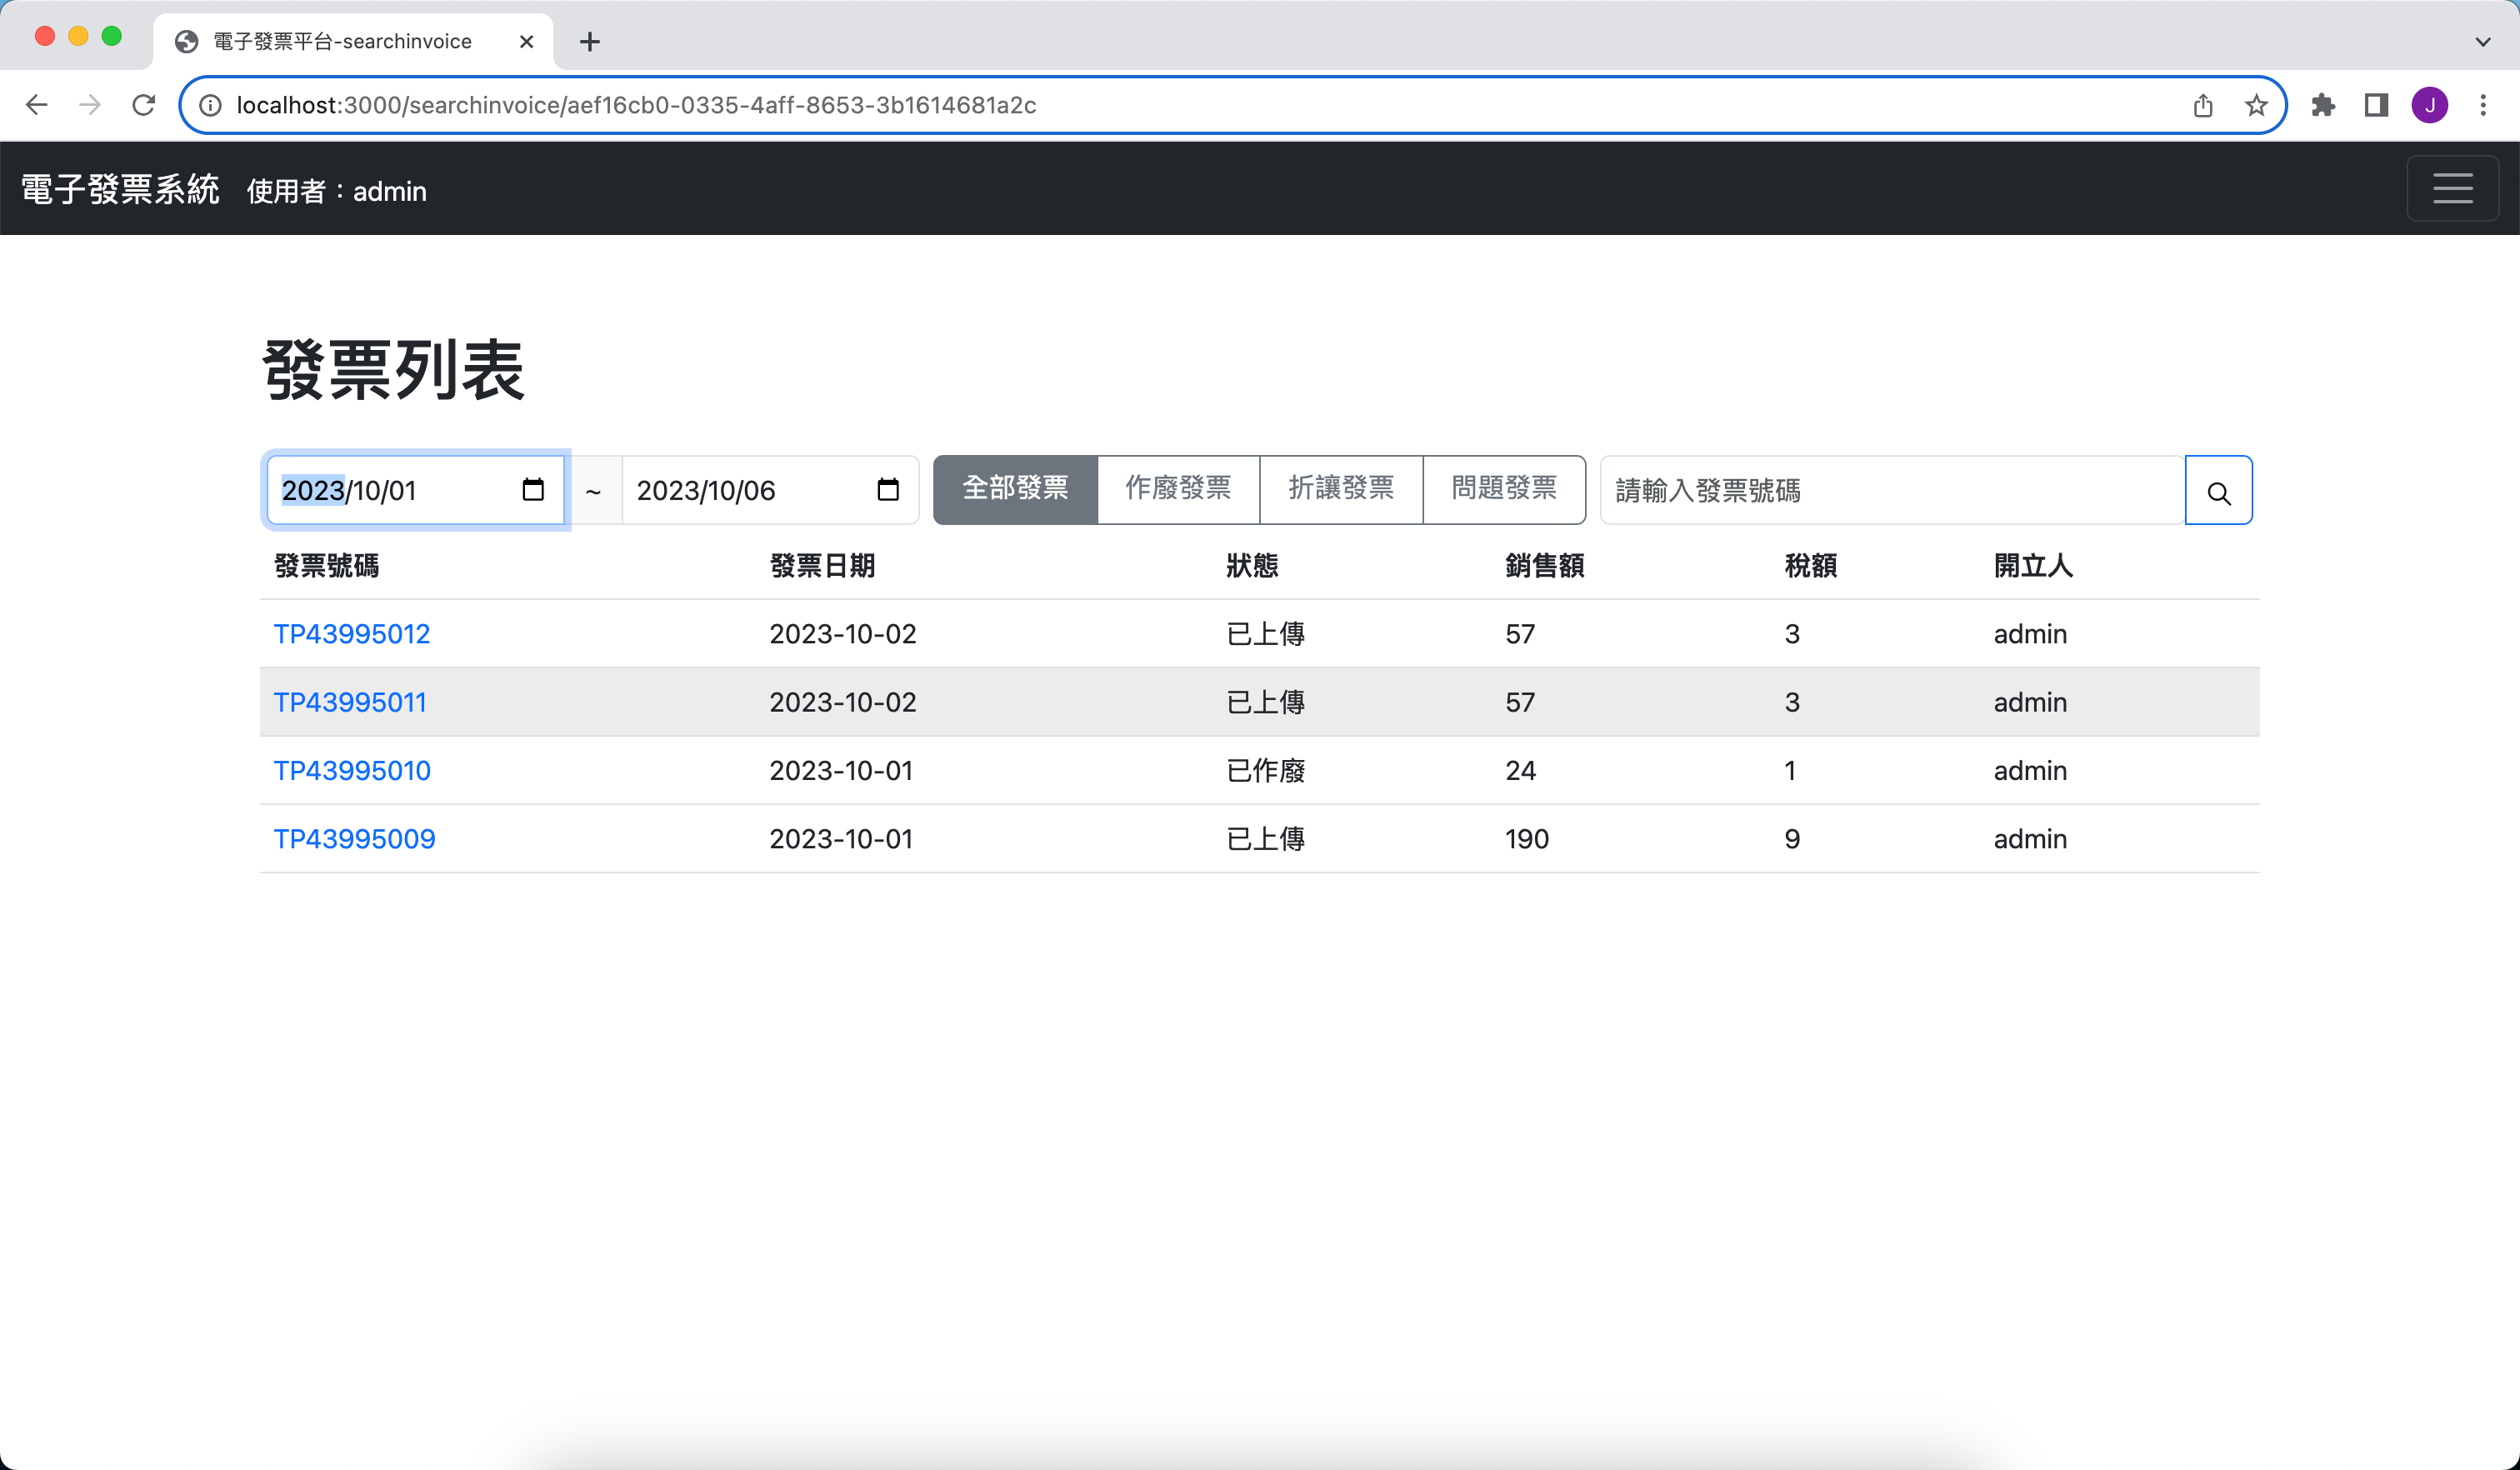 電子發票平台-searchinvoice
localhost:3000/searchinvoice/aef16cb0-0335-4aff-8653-3b1614681a2c
J
電子發票系統 使用者：admin
發票列表
2023/10/01 ~ 2023/10/06 全部發票 作廢發票 折讓發票 問題發票 請輸入發票號碼
發票號碼 發票日期 狀態 銷售額 稅額 開立人
TP43995012 2023-10-02 已上傳 57 3 admin
TP43995011 2023-10-02 已上傳 57 3 admin
TP43995010 2023-10-01 已作廢 24 1 admin
TP43995009 2023-10-01 已上傳 190 9 admin